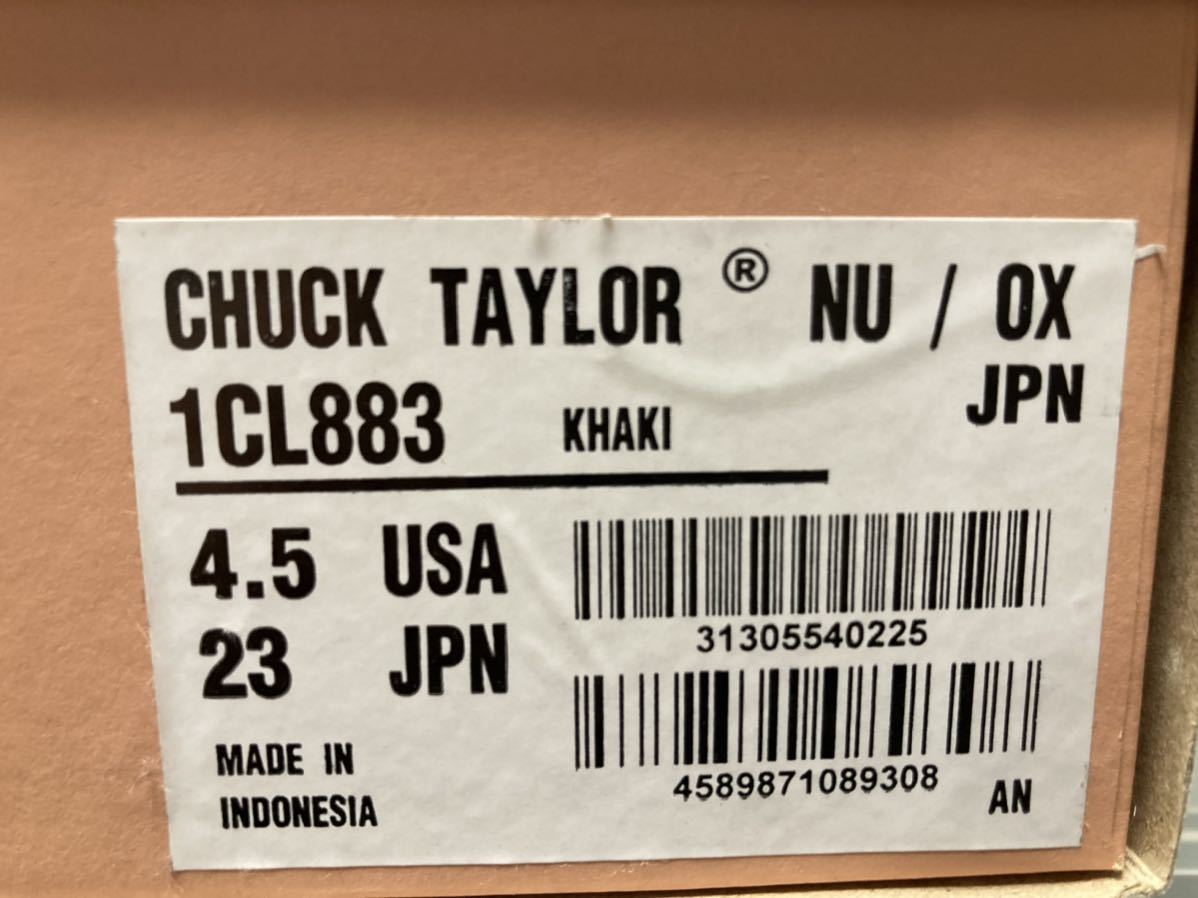 CHUCK TAYLOR ® NU / OX
JPN
1CL883 KHAKI
4.5 USA
23 JPN
31305540225
4589871089308
MADE IN
INDONESIA
AN